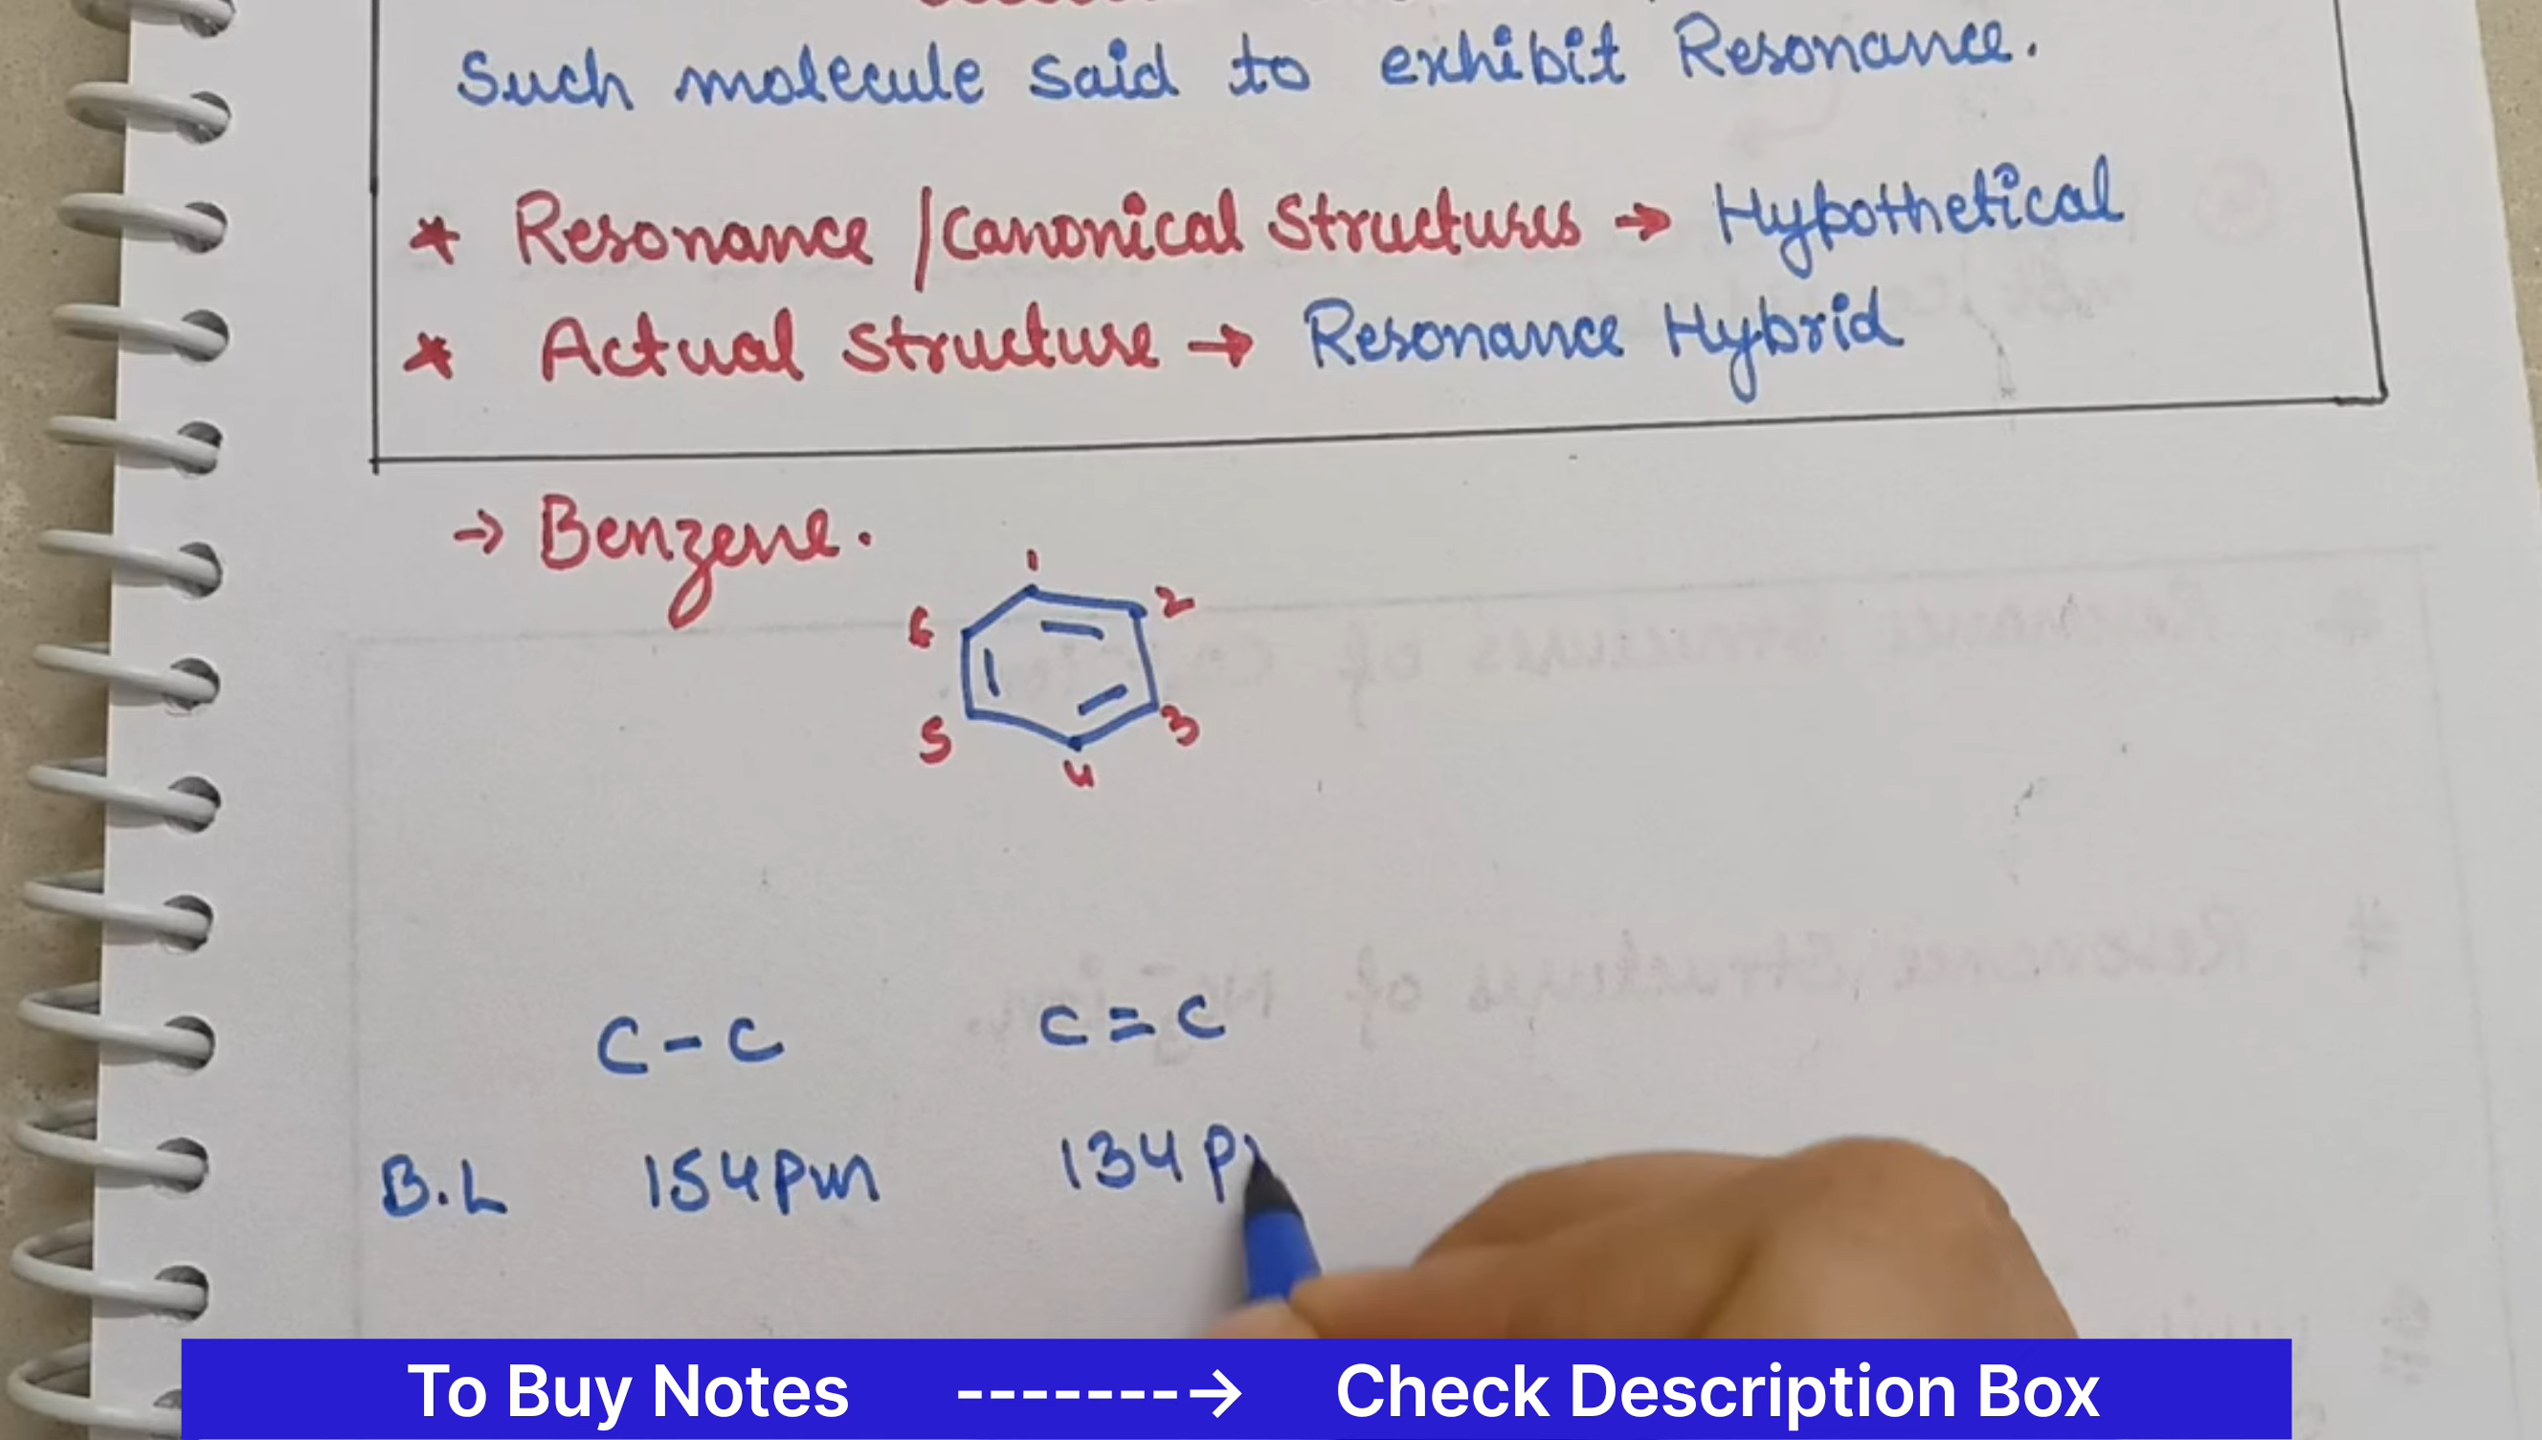 Such molecule said to exhibit Resonance.
* Resonance/Canonical Structures → Hypothetical
* Actual structure → Resonance Hybrid
→ Benzene.
1
6 2
5 3
4
C-C C=C
B.L 154pm 134 p
To Buy Notes -------→ Check Description Box